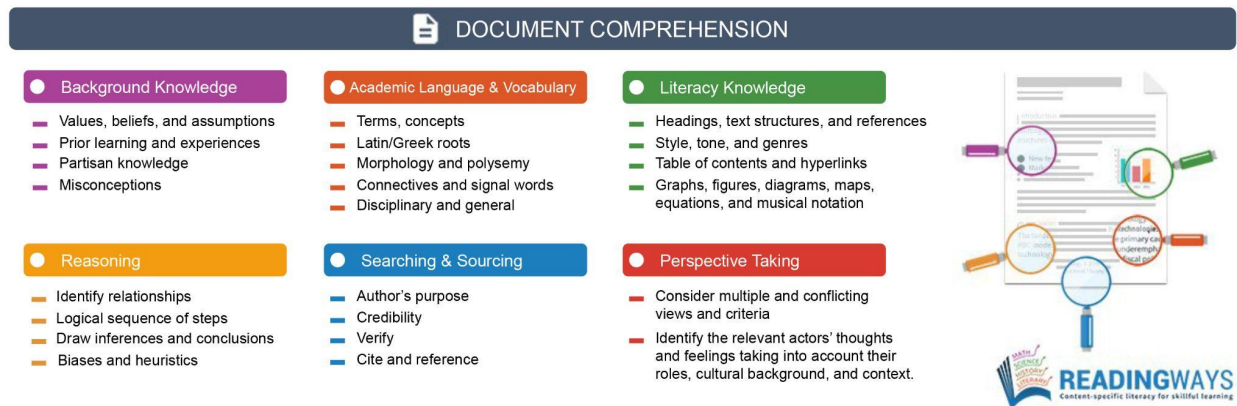 DOCUMENT COMPREHENSION
Background Knowledge
Values, beliefs, and assumptions
Prior learning and experiences
Partisan knowledge
Misconceptions
Academic Language & Vocabulary
Terms, concepts
Latin/Greek roots
Morphology and polysemy
Connectives and signal words
Disciplinary and general
Literacy Knowledge
Headings, text structures, and references
Style, tone, and genres
Table of contents and hyperlinks
Graphs, figures, diagrams, maps,
equations, and musical notation
Reasoning
Identify relationships
Logical sequence of steps
Draw inferences and conclusions
Biases and heuristics
Searching & Sourcing
Author's purpose
Credibility
Verify
Cite and reference
Perspective Taking
Consider multiple and conflicting
views and criteria
Identify the relevant actors' thoughts
and feelings taking into account their
roles, cultural background, and context.
MATH
SCIENCE
HISTORY
LITERARY
READINGWAYS
Content-specific literacy for skillful learning